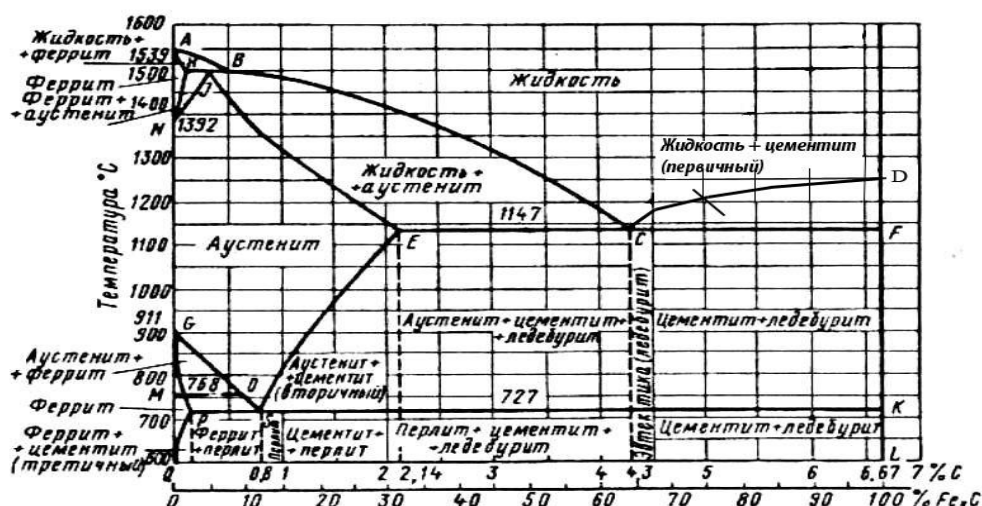 1600
A
Жидкость+
+феррит
1539
1500
Н
B
Феррит
Феррит+
+аустенит
J
1400
N
1392
1300
1200
1100
1000
911
900
800
700
600
Температура °C
Жидкость
Жидкость + цементит
(первичный)
D
Жидкость+
+аустенит
1147
E
C
F
Аустенит
G
Аустенит+
+феррит
Аустенит+цементит+
+ледебурит
Эвтектика(ледебурит)
Цементит+ледебурит
Аустенит+
+цементит
(вторичный)
M
768
O
727
K
Феррит
P
S
Феррит+
+цементит
(третичный)
Феррит
+перлит
Перлит
Цементит+
+перлит
Перлит+цементит+
+ледебурит
Цементит+ледебурит
L
0
0,8
1
2
2,14
3
4
4,3
5
6
6.67
7 % C
0
10
20
30
40
50
60
70
80
90
100
% Fe₃C